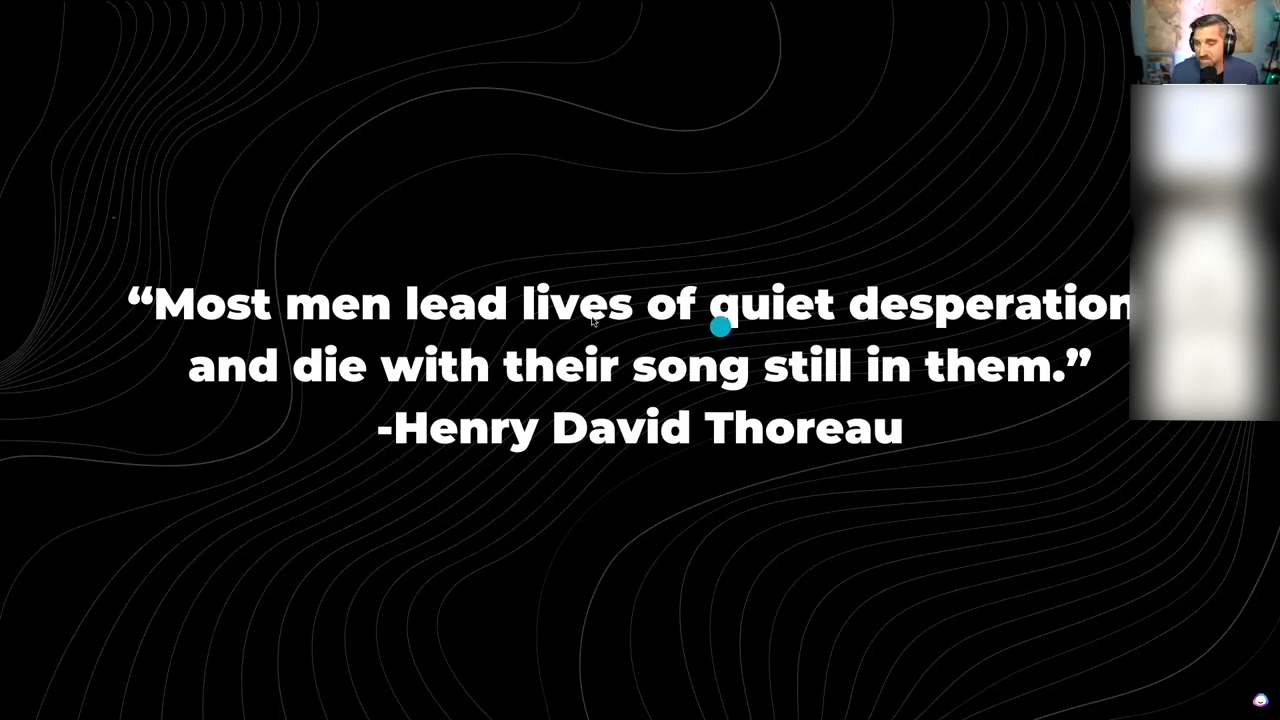 “Most men lead lives of quiet desperation
and die with their song still in them.”
-Henry David Thoreau